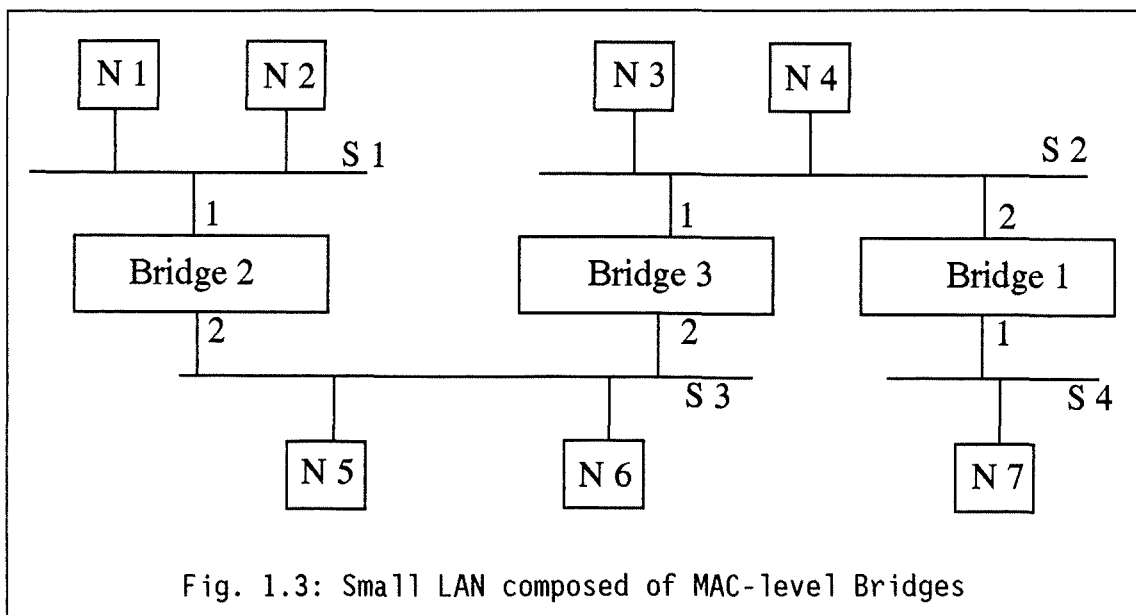 N 1
N 2
N 3
N 4
S 1
S 2
1
1
2
Bridge 2
Bridge 3
Bridge 1
2
2
1
S 3
S 4
N 5
N 6
N 7
Fig. 1.3: Small LAN composed of MAC-level Bridges